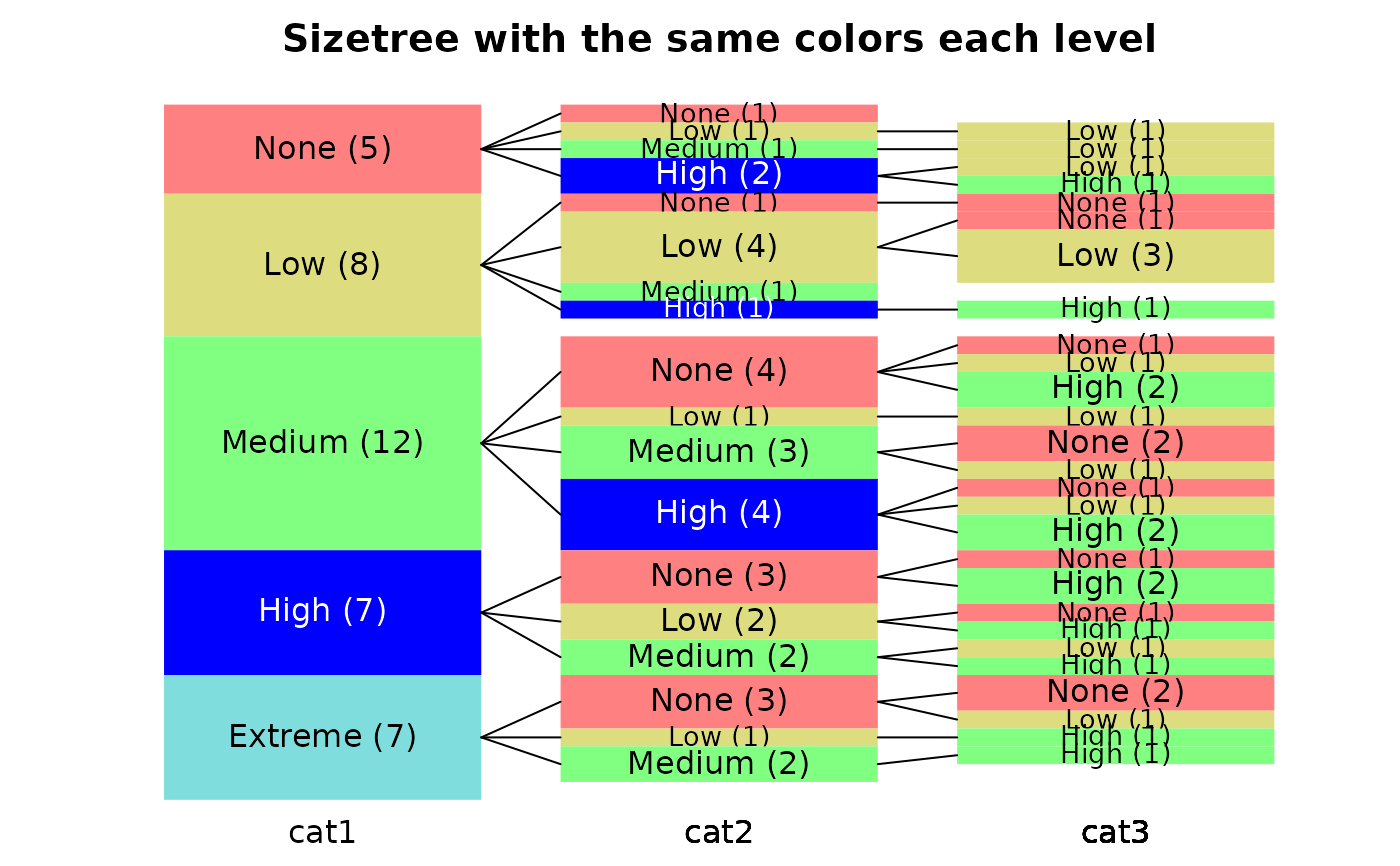 Sizetree with the same colors each level
None (5)
Low (8)
Medium (12)
High (7)
Extreme (7)
cat1
None (1)
Low (1)
Medium (1)
High (2)
None (1)
Low (4)
Medium (1)
High (1)
None (4)
Low (1)
Medium (3)
High (4)
None (3)
Low (2)
Medium (2)
None (3)
Low (1)
Medium (2)
cat2
Low (1)
Low (1)
Low (1)
High (1)
None (1)
None (1)
Low (3)
High (1)
None (1)
Low (1)
High (2)
Low (1)
None (2)
Low (1)
None (1)
Low (1)
High (2)
None (1)
High (2)
None (1)
High (1)
Low (1)
High (1)
None (2)
Low (1)
High (1)
High (1)
cat3